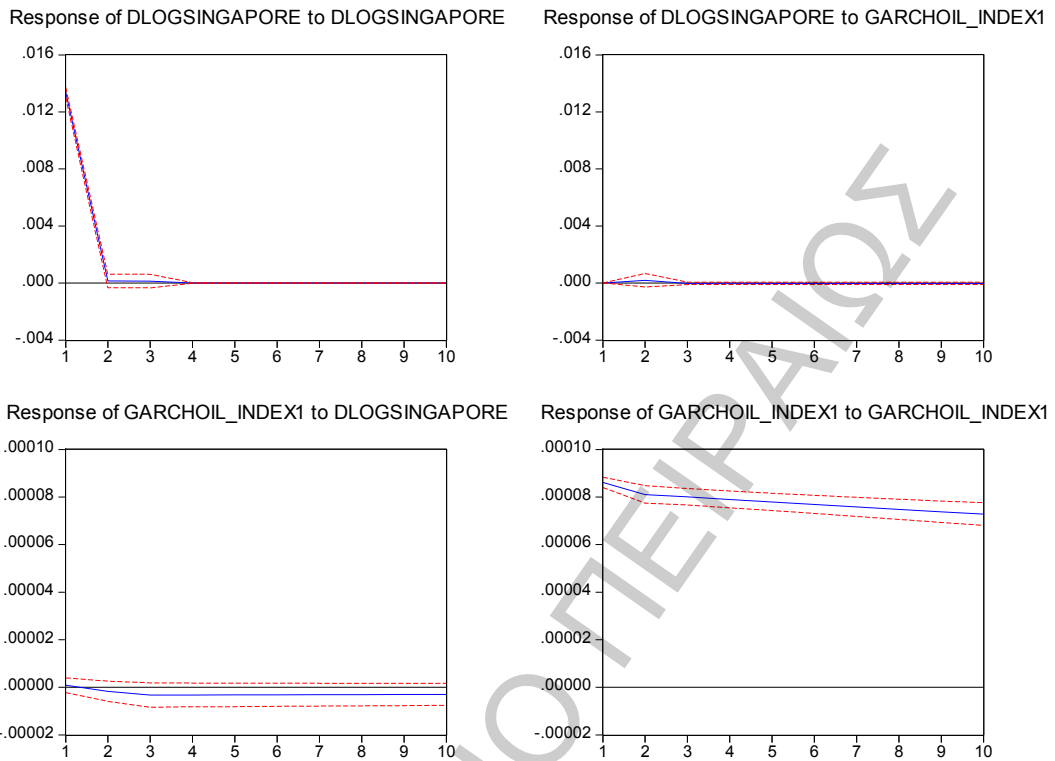 Response of DLOGSINGAPORE to DLOGSINGAPORE
.016
.012
.008
.004
.000
-.004
1 2 3 4 5 6 7 8 9 10
Response of DLOGSINGAPORE to GARCHOIL_INDEX1
.016
.012
.008
.004
.000
-.004
1 2 3 4 5 6 7 8 9 10
Response of GARCHOIL_INDEX1 to DLOGSINGAPORE
.00010
.00008
.00006
.00004
.00002
.00000
-.00002
1 2 3 4 5 6 7 8 9 10
Response of GARCHOIL_INDEX1 to GARCHOIL_INDEX1
.00010
.00008
.00006
.00004
.00002
.00000
-.00002
1 2 3 4 5 6 7 8 9 10
Ο ΠΕΙΡΑΙΩΣ